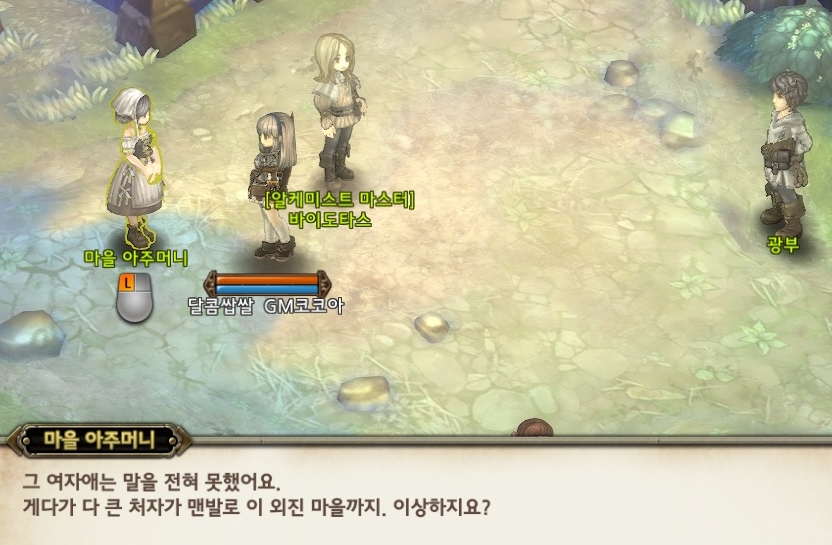 [알케미스트 마스터]
바이도타스
광부
마을 아주머니
L
달콤쌉쌀 GM코코아
마을 아주머니
그 여자애는 말을 전혀 못했어요.
게다가 다 큰 처자가 맨발로 이 외진 마을까지. 이상하지요?